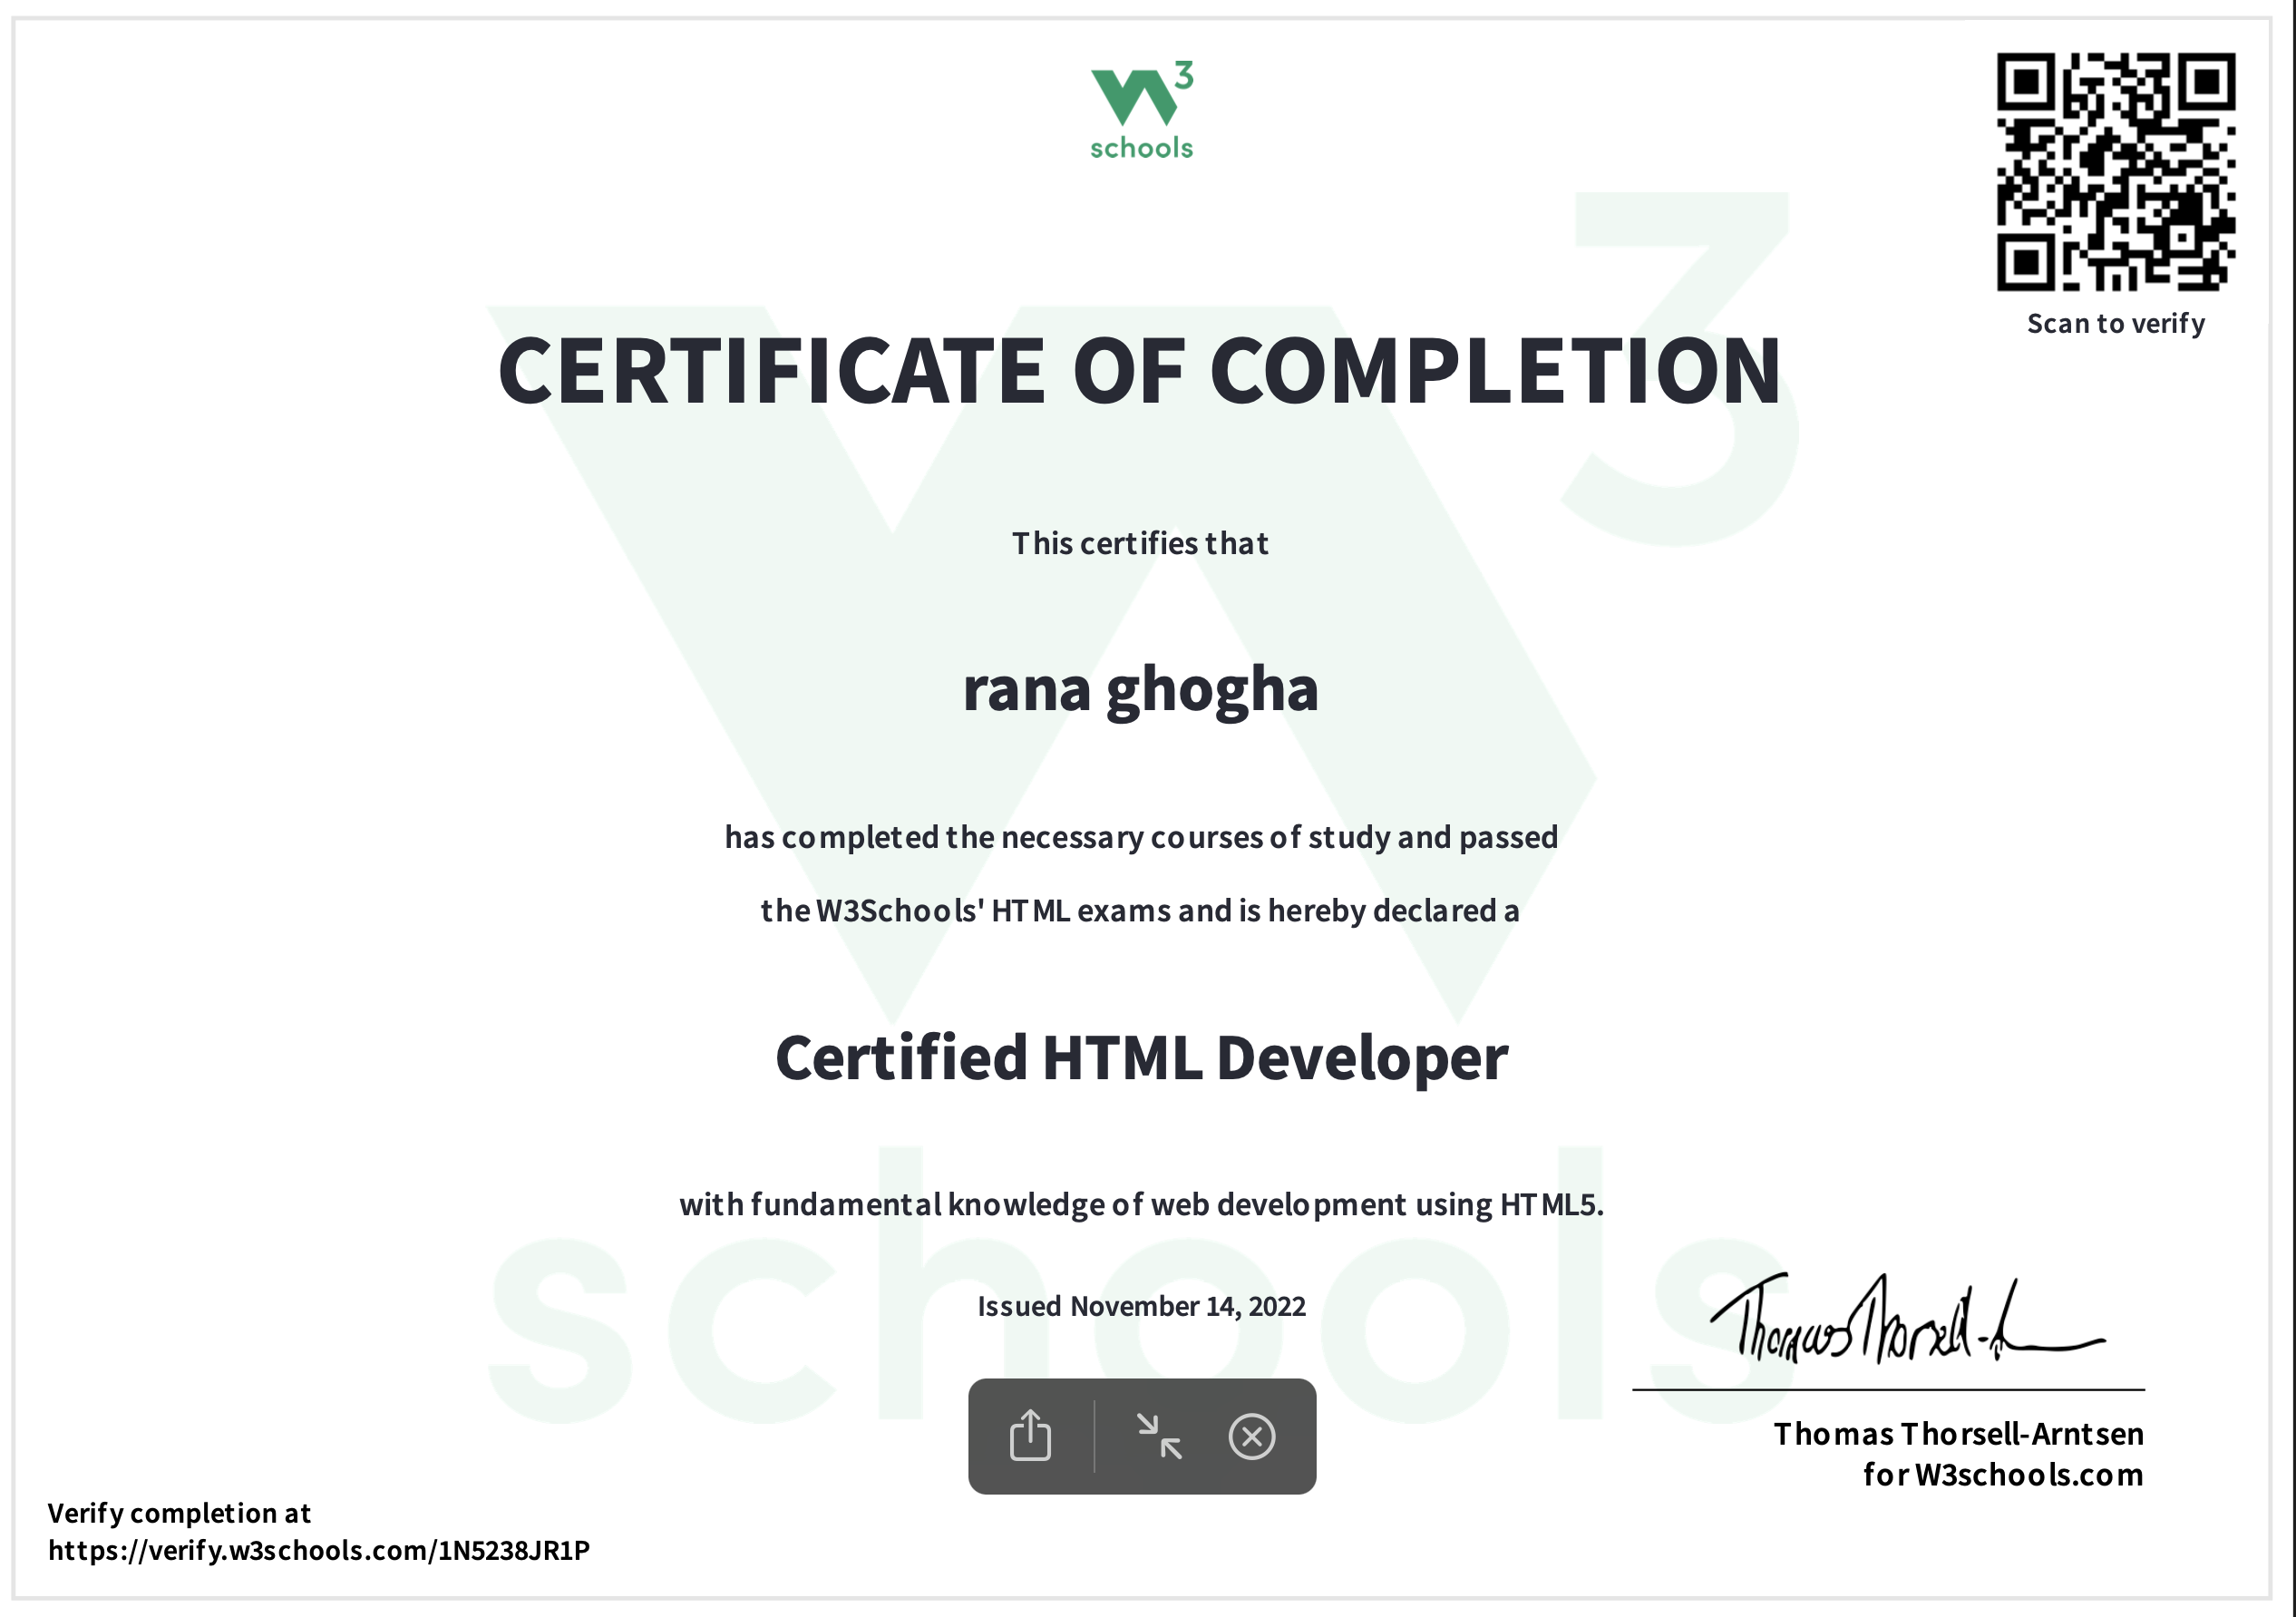 W3
schools
Scan to verify
CERTIFICATE OF COMPLETION
This certifies that
rana ghogha
has completed the necessary courses of study and passed
the W3Schools' HTML exams and is hereby declared a
Certified HTML Developer
with fundamental knowledge of web development using HTML5.
Issued November 14, 2022
Thomas Thorsell-A
Thomas Thorsell-Arntsen
for W3schools.com
Verify completion at
https://verify.w3schools.com/1N5238JR1P